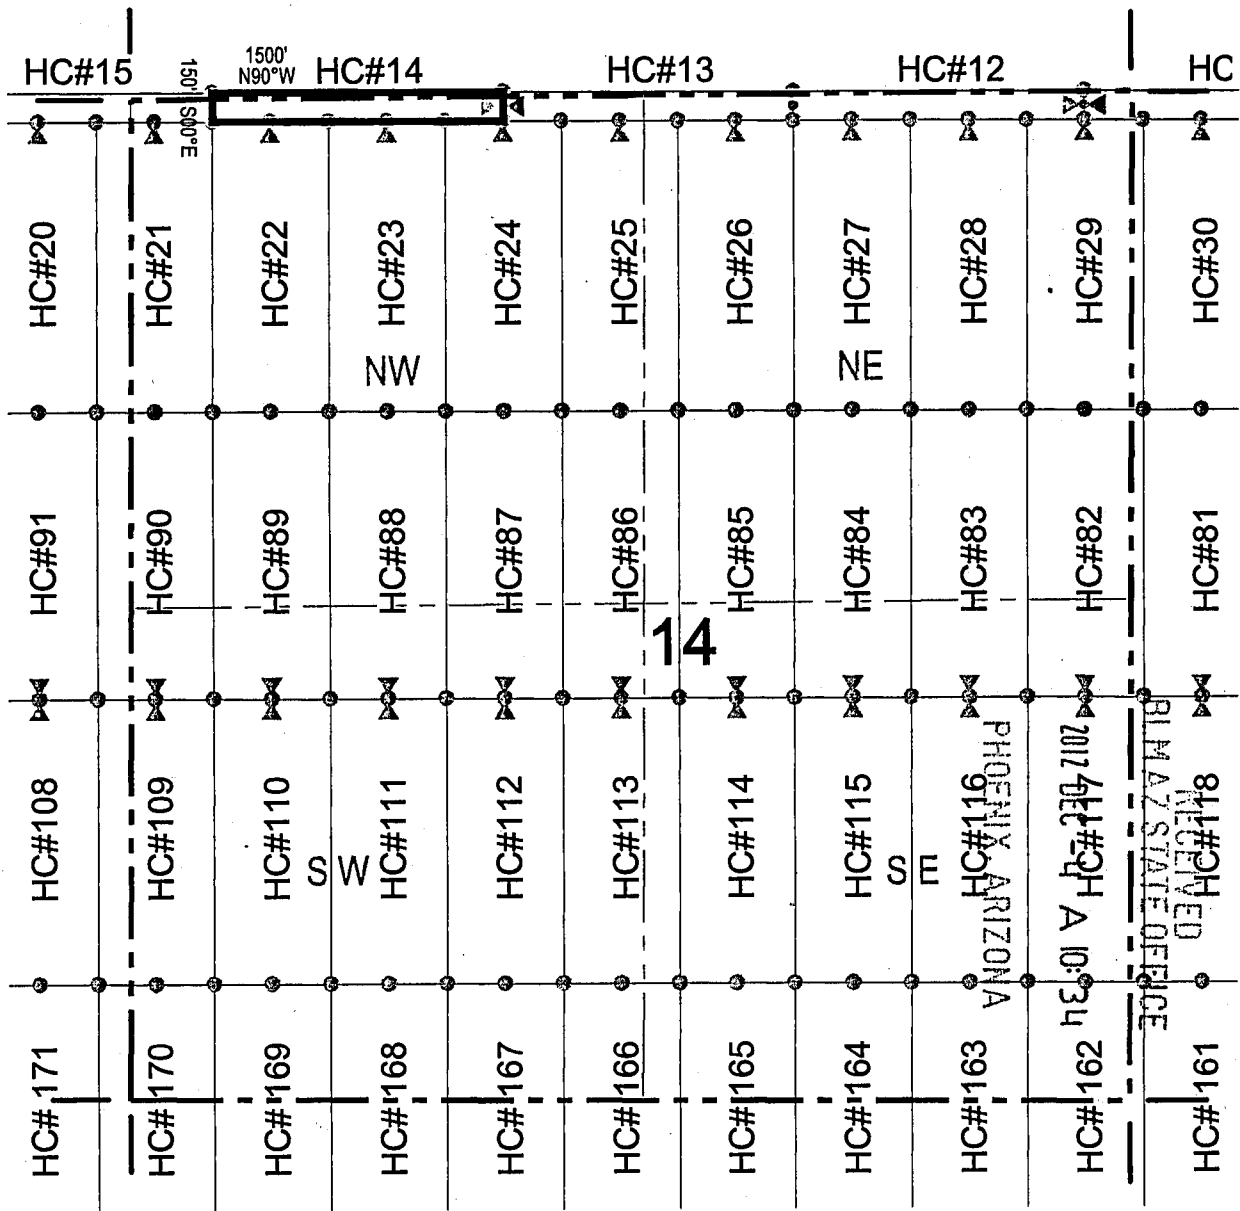 HC#15
1500'
N90°W
HC#14
HC#13
HC#12
HC
150'
S00°E
HC#20
HC#21
HC#22
HC#23
HC#24
HC#25
HC#26
HC#27
HC#28
HC#29
HC#30
NW
NE
HC#91
HC#90
HC#89
HC#88
HC#87
HC#86
HC#85
HC#84
HC#83
HC#82
HC#81
14
HC#108
HC#109
HC#110
HC#111
HC#112
HC#113
HC#114
HC#115
HC#116
HC#117
HC#118
SW
SE
RECEIVED
BLM AZ STATE OFFICE
2012 DEC -4 A 10:34
PHOENIX, ARIZONA
HC# 171
HC# 170
HC# 169
HC# 168
HC# 167
HC# 166
HC# 165
HC# 164
HC# 163
HC# 162
HC# 161